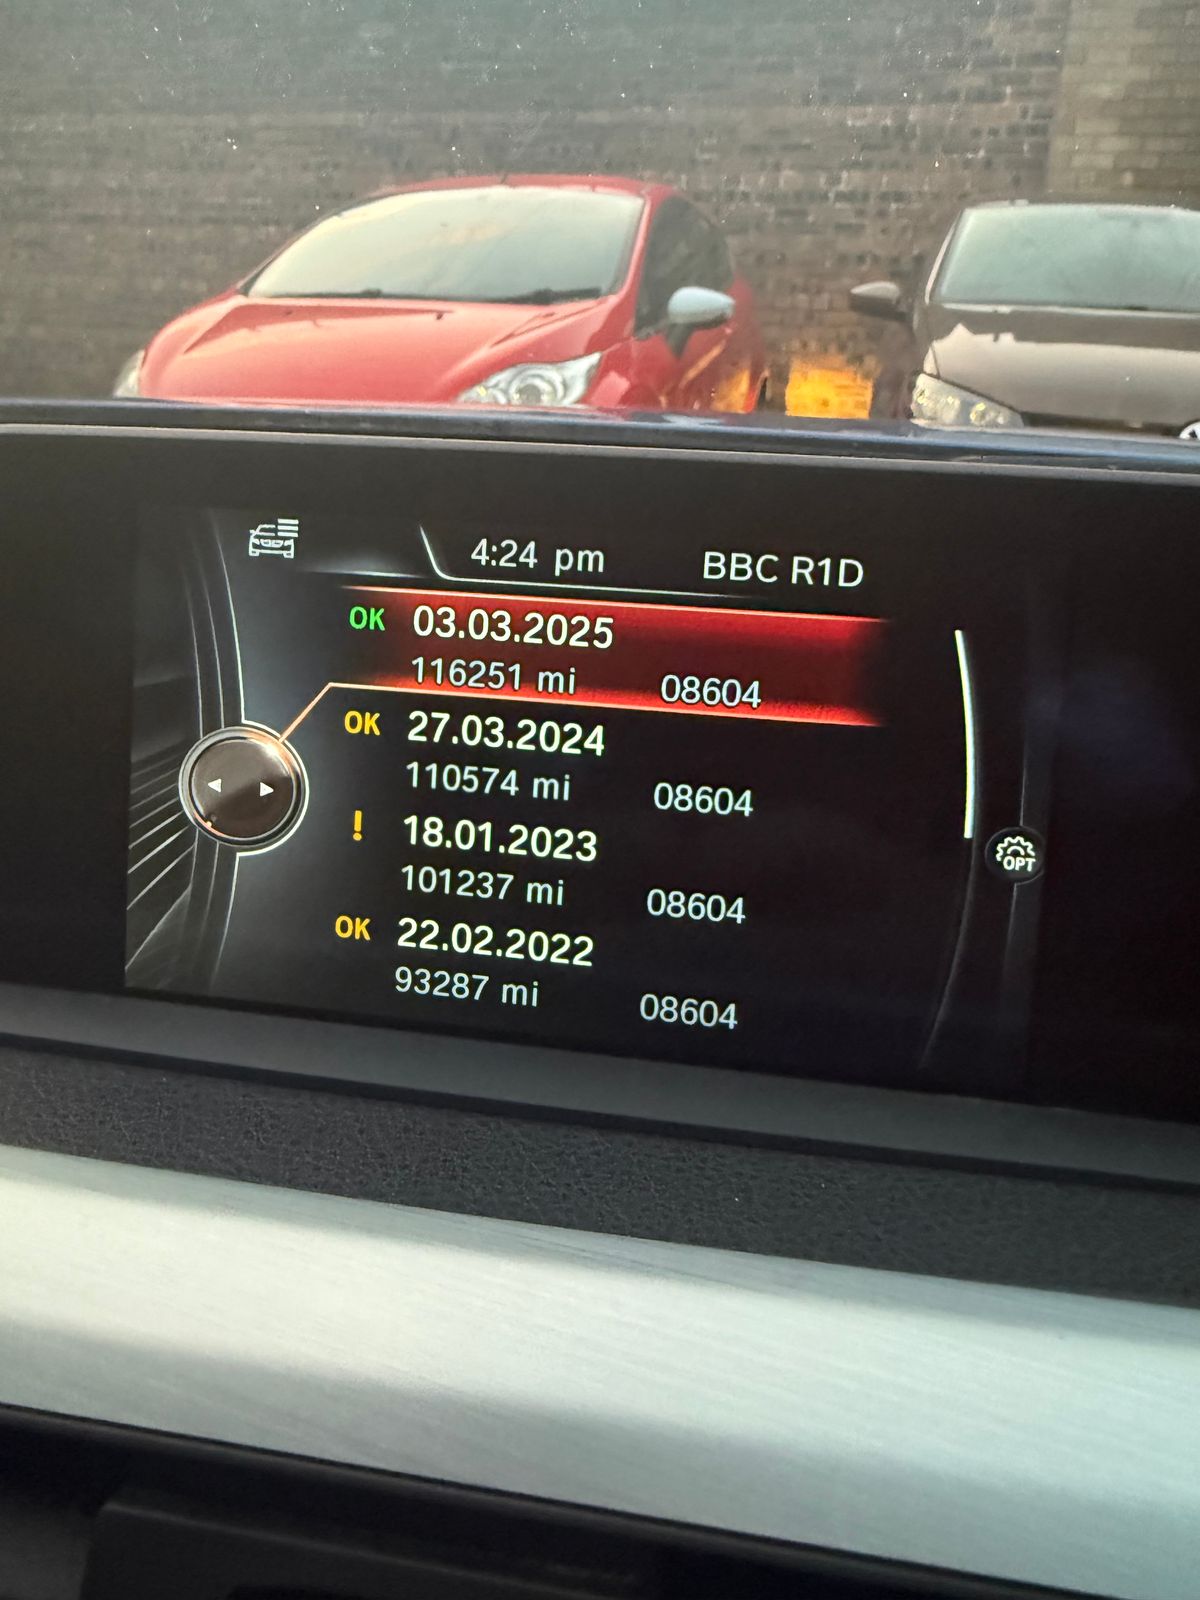 4:24 pm BBC R1D
OK 03.03.2025
116251 mi 08604
OK 27.03.2024
110574 mi 08604
! 18.01.2023
101237 mi 08604
OPT
OK 22.02.2022
93287 mi 08604